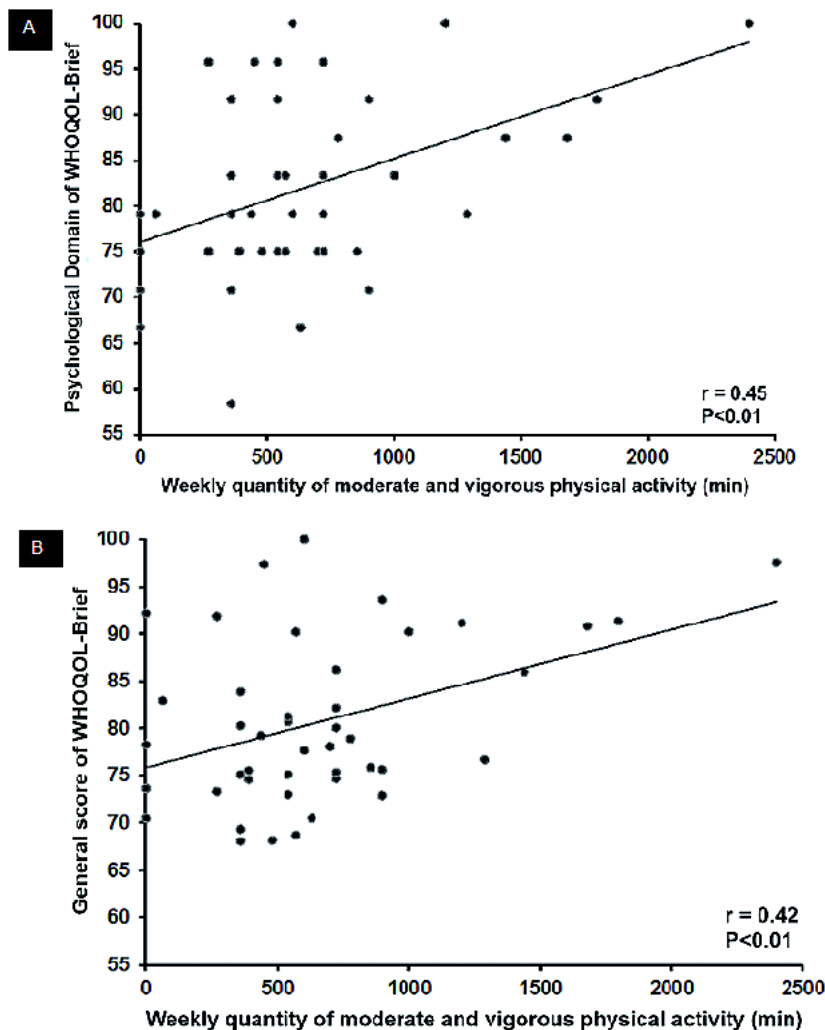 A
Psychological Domain of WHOQOL-Brief
100
95
90
85
80
75
70
65
60
55
0 500 1000 1500 2000 2500
r = 0.45
P<0.01
Weekly quantity of moderate and vigorous physical activity (min)
B
General score of WHOQOL-Brief
100
95
90
85
80
75
70
65
60
55
0 500 1000 1500 2000 2500
r = 0.42
P<0.01
Weekly quantity of moderate and vigorous physical activity (min)